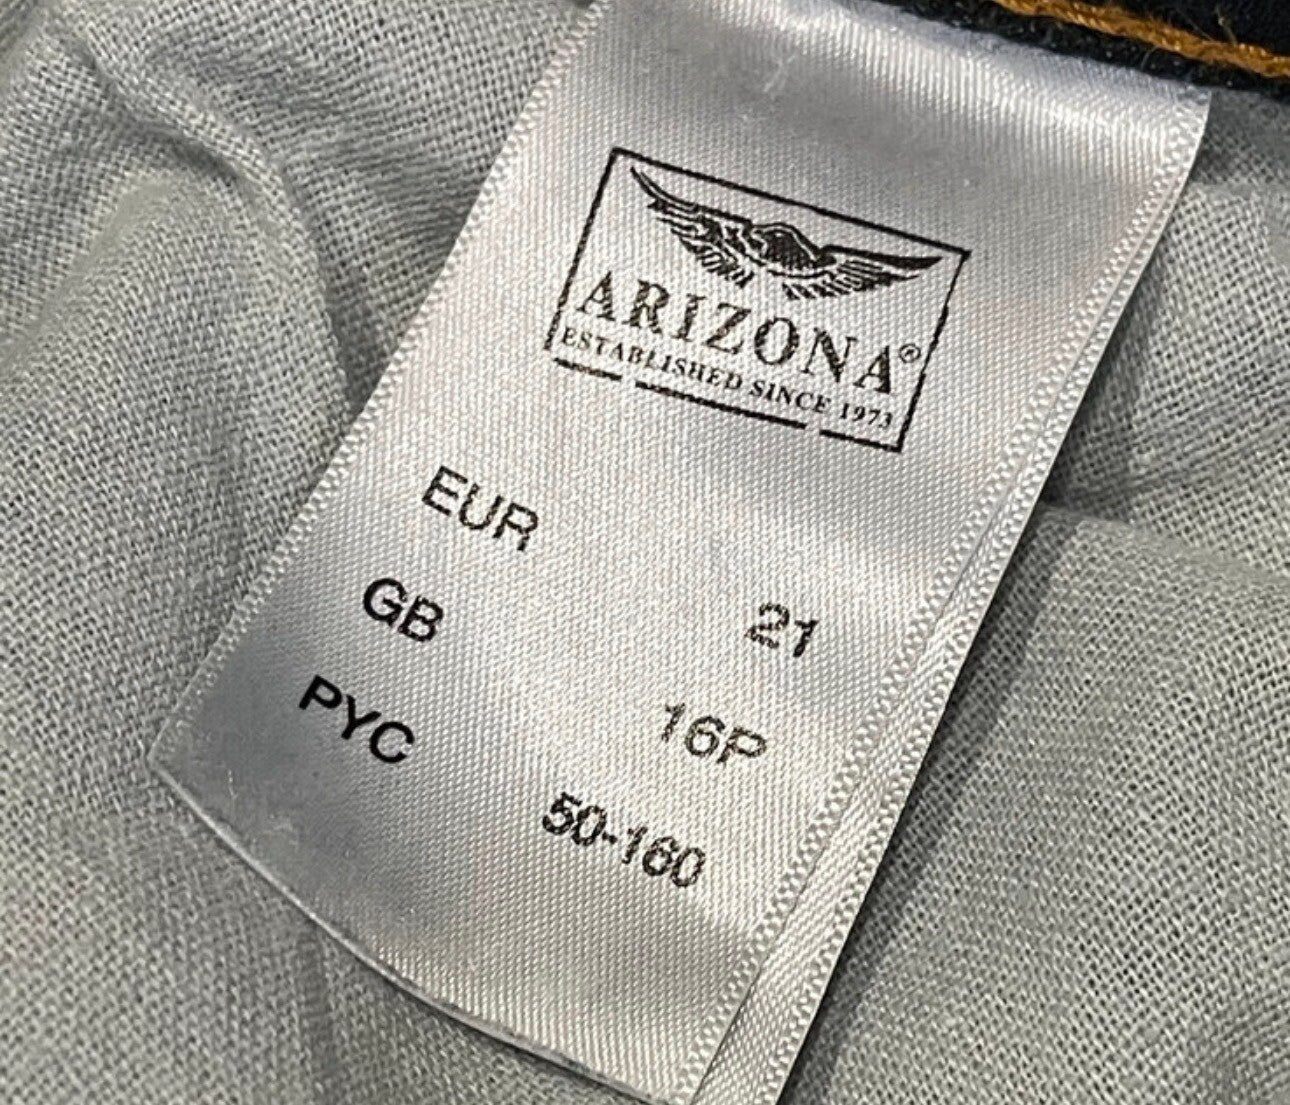 ARIZONA®
ESTABLISHED SINCE 1973
EUR 21
GB 16P
PYC 50-160